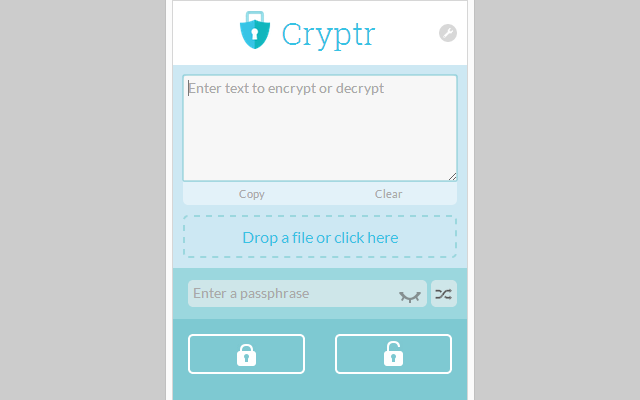 Cryptr
Enter text to encrypt or decrypt
Copy Clear
Drop a file or click here
Enter a passphrase